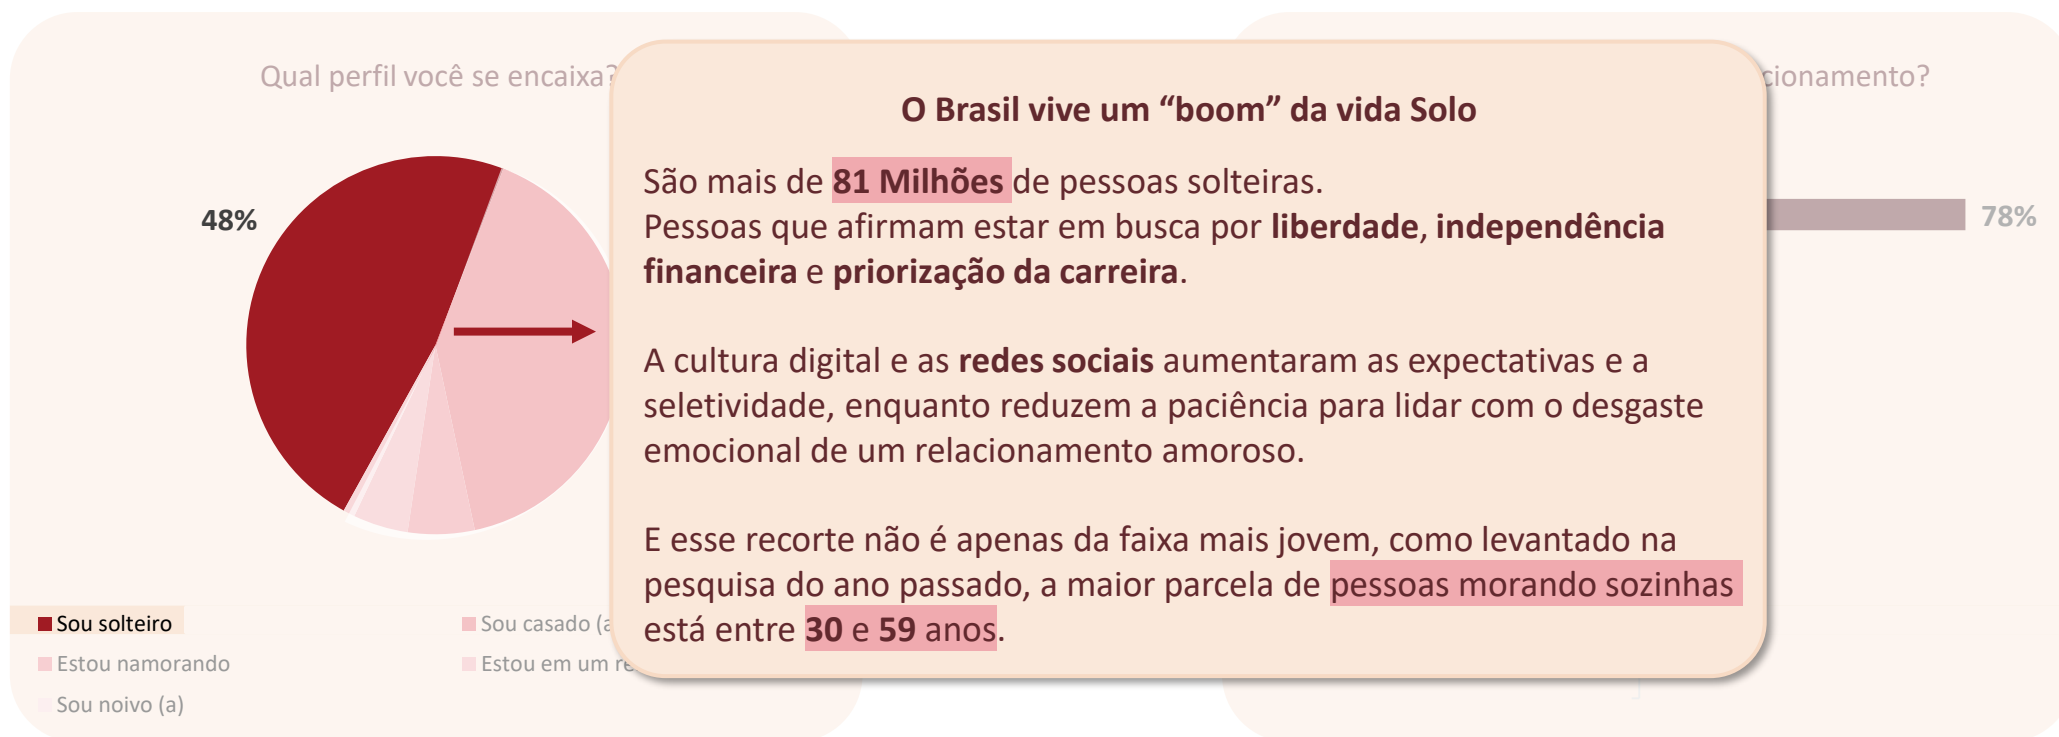 Qual perfil você se encaixa?
48%
Sou solteiro
Sou casado (a
Estou namorando
Estou em um re
Sou noivo (a)
O Brasil vive um “boom” da vida Solo
São mais de 81 Milhões de pessoas solteiras.
Pessoas que afirmam estar em busca por liberdade, independência
financeira e priorização da carreira.
A cultura digital e as redes sociais aumentaram as expectativas e a
seletividade, enquanto reduzem a paciência para lidar com o desgaste
emocional de um relacionamento amoroso.
E esse recorte não é apenas da faixa mais jovem, como levantado na
pesquisa do ano passado, a maior parcela de pessoas morando sozinhas
está entre 30 e 59 anos.
cionamento?
78%